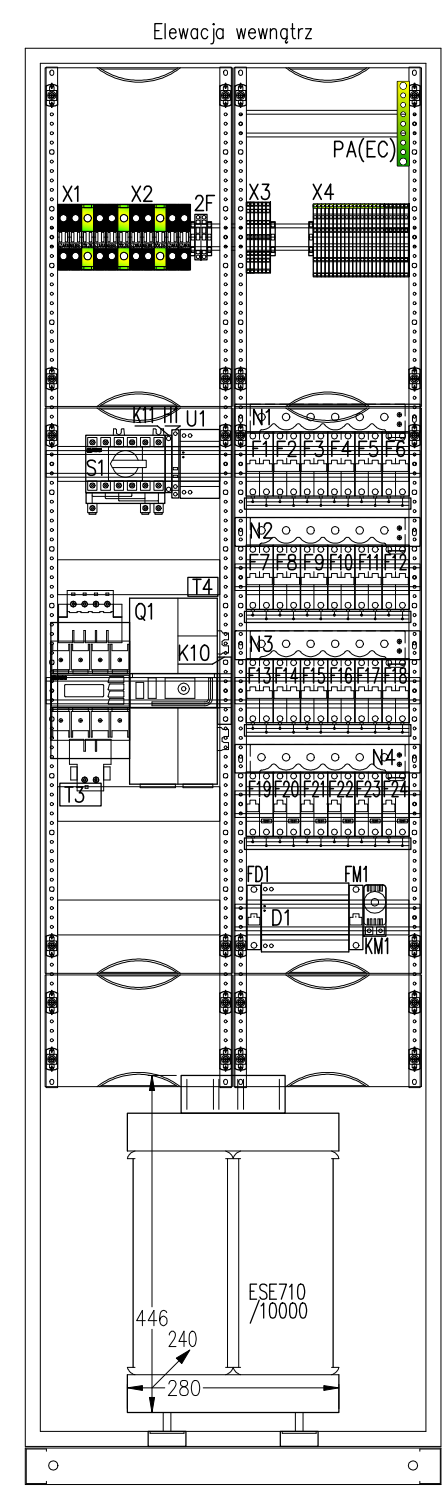 Elewacja wewnątrz
PA(EC)
X1 X2 2F X3 X4
K11 I1 U1
S1
N1
F1 F2 F3 F4 F5 F6
N2
F7 F8 F9 F10 F11 F12
T4
Q1
K10
N3
F13 F14 F15 F16 F17 F18
T3
N4
F19 F20 F21 F22 F23 F24
FD1 FM1
D1
KM1
ESE710
/10000
446
240
280